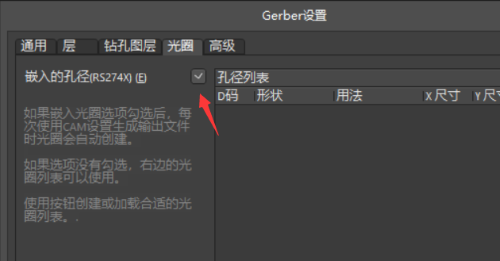 Gerber设置
通用 层 钻孔图层 光圈 高级
嵌入的孔径(RS274X) (E)
孔径列表
D码 形状 用法 X 尺寸 Y 尺寸
如果嵌入光圈选项勾选后，每
次使用CAM设置生成输出文件
时光圈会自动创建。
如果选项没有勾选，右边的光
圈列表可以使用。
使用按钮创建或加载合适的光
圈列表。.